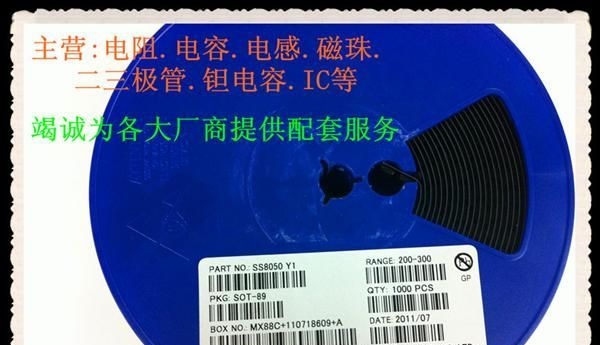 主营:电阻.电容.电感.磁珠.
二三极管.钽电容.IC等
竭诚为各大厂商提供配套服务
PART NO.: SS8050 Y1
RANGE: 200-300
PKG: SOT-89
QTY: 1000 PCS
GP
BOX NO.: MX88C+110718609+A
DATE: 2011/07